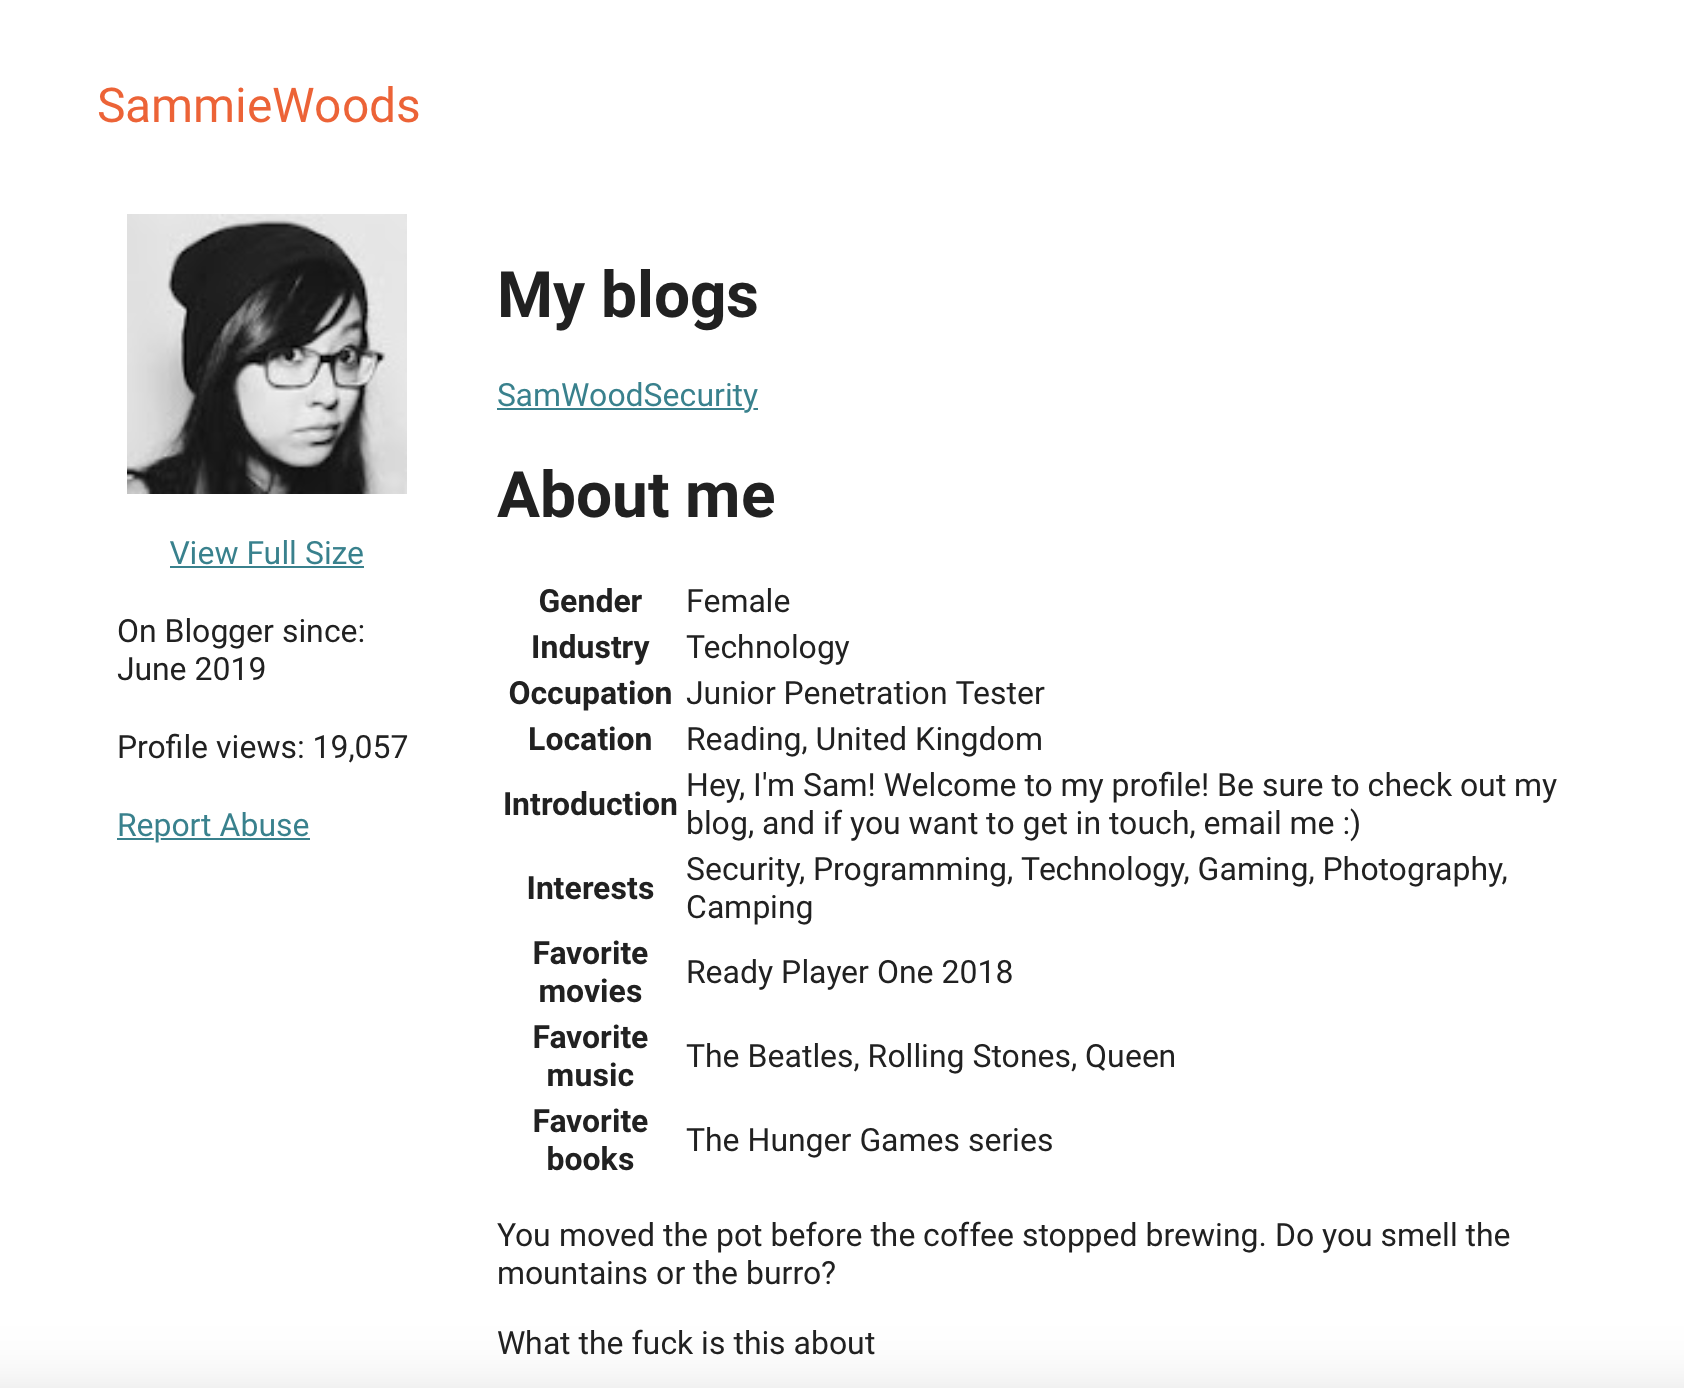 SammieWoods
View Full Size
On Blogger since:
June 2019
Profile views: 19,057
Report Abuse
My blogs
SamWoodSecurity
About me
Gender Female
Industry Technology
Occupation Junior Penetration Tester
Location Reading, United Kingdom
Introduction Hey, I'm Sam! Welcome to my profile! Be sure to check out my
blog, and if you want to get in touch, email me :)
Interests Security, Programming, Technology, Gaming, Photography,
Camping
Favorite
movies Ready Player One 2018
Favorite
music The Beatles, Rolling Stones, Queen
Favorite
books The Hunger Games series
You moved the pot before the coffee stopped brewing. Do you smell the
mountains or the burro?
What the fuck is this about